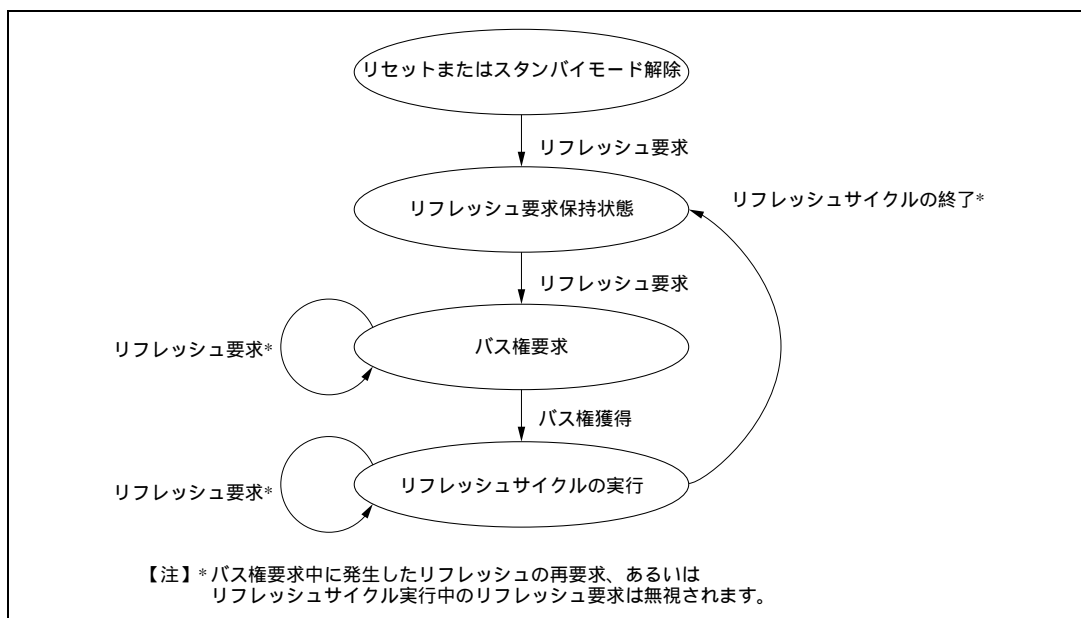 リセットまたはスタンバイモード解除
リフレッシュ要求
リフレッシュサイクルの終了*
リフレッシュ要求保持状態
リフレッシュ要求
リフレッシュ要求*
バス権要求
バス権獲得
リフレッシュ要求*
リフレッシュサイクルの実行
【注】* バス権要求中に発生したリフレッシュの再要求、あるいは
リフレッシュサイクル実行中のリフレッシュ要求は無視されます。